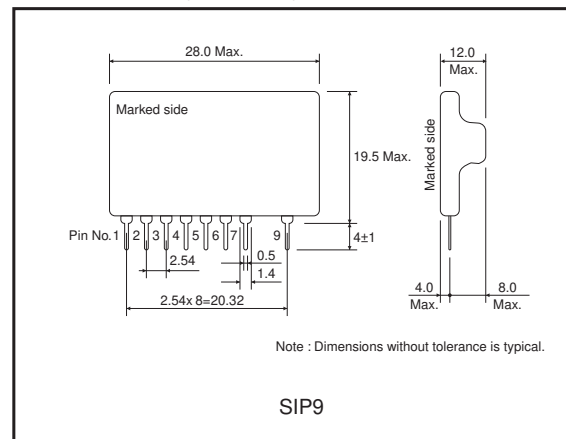 28.0 Max.
12.0
Max.
Marked side
Marked side
19.5 Max.
Pin No.1 2 3 4 5 6 7 9
4±1
2.54
0.5
1.4
2.54x 8=20.32
4.0
Max.
8.0
Max.
Note : Dimensions without tolerance is typical.
SIP9